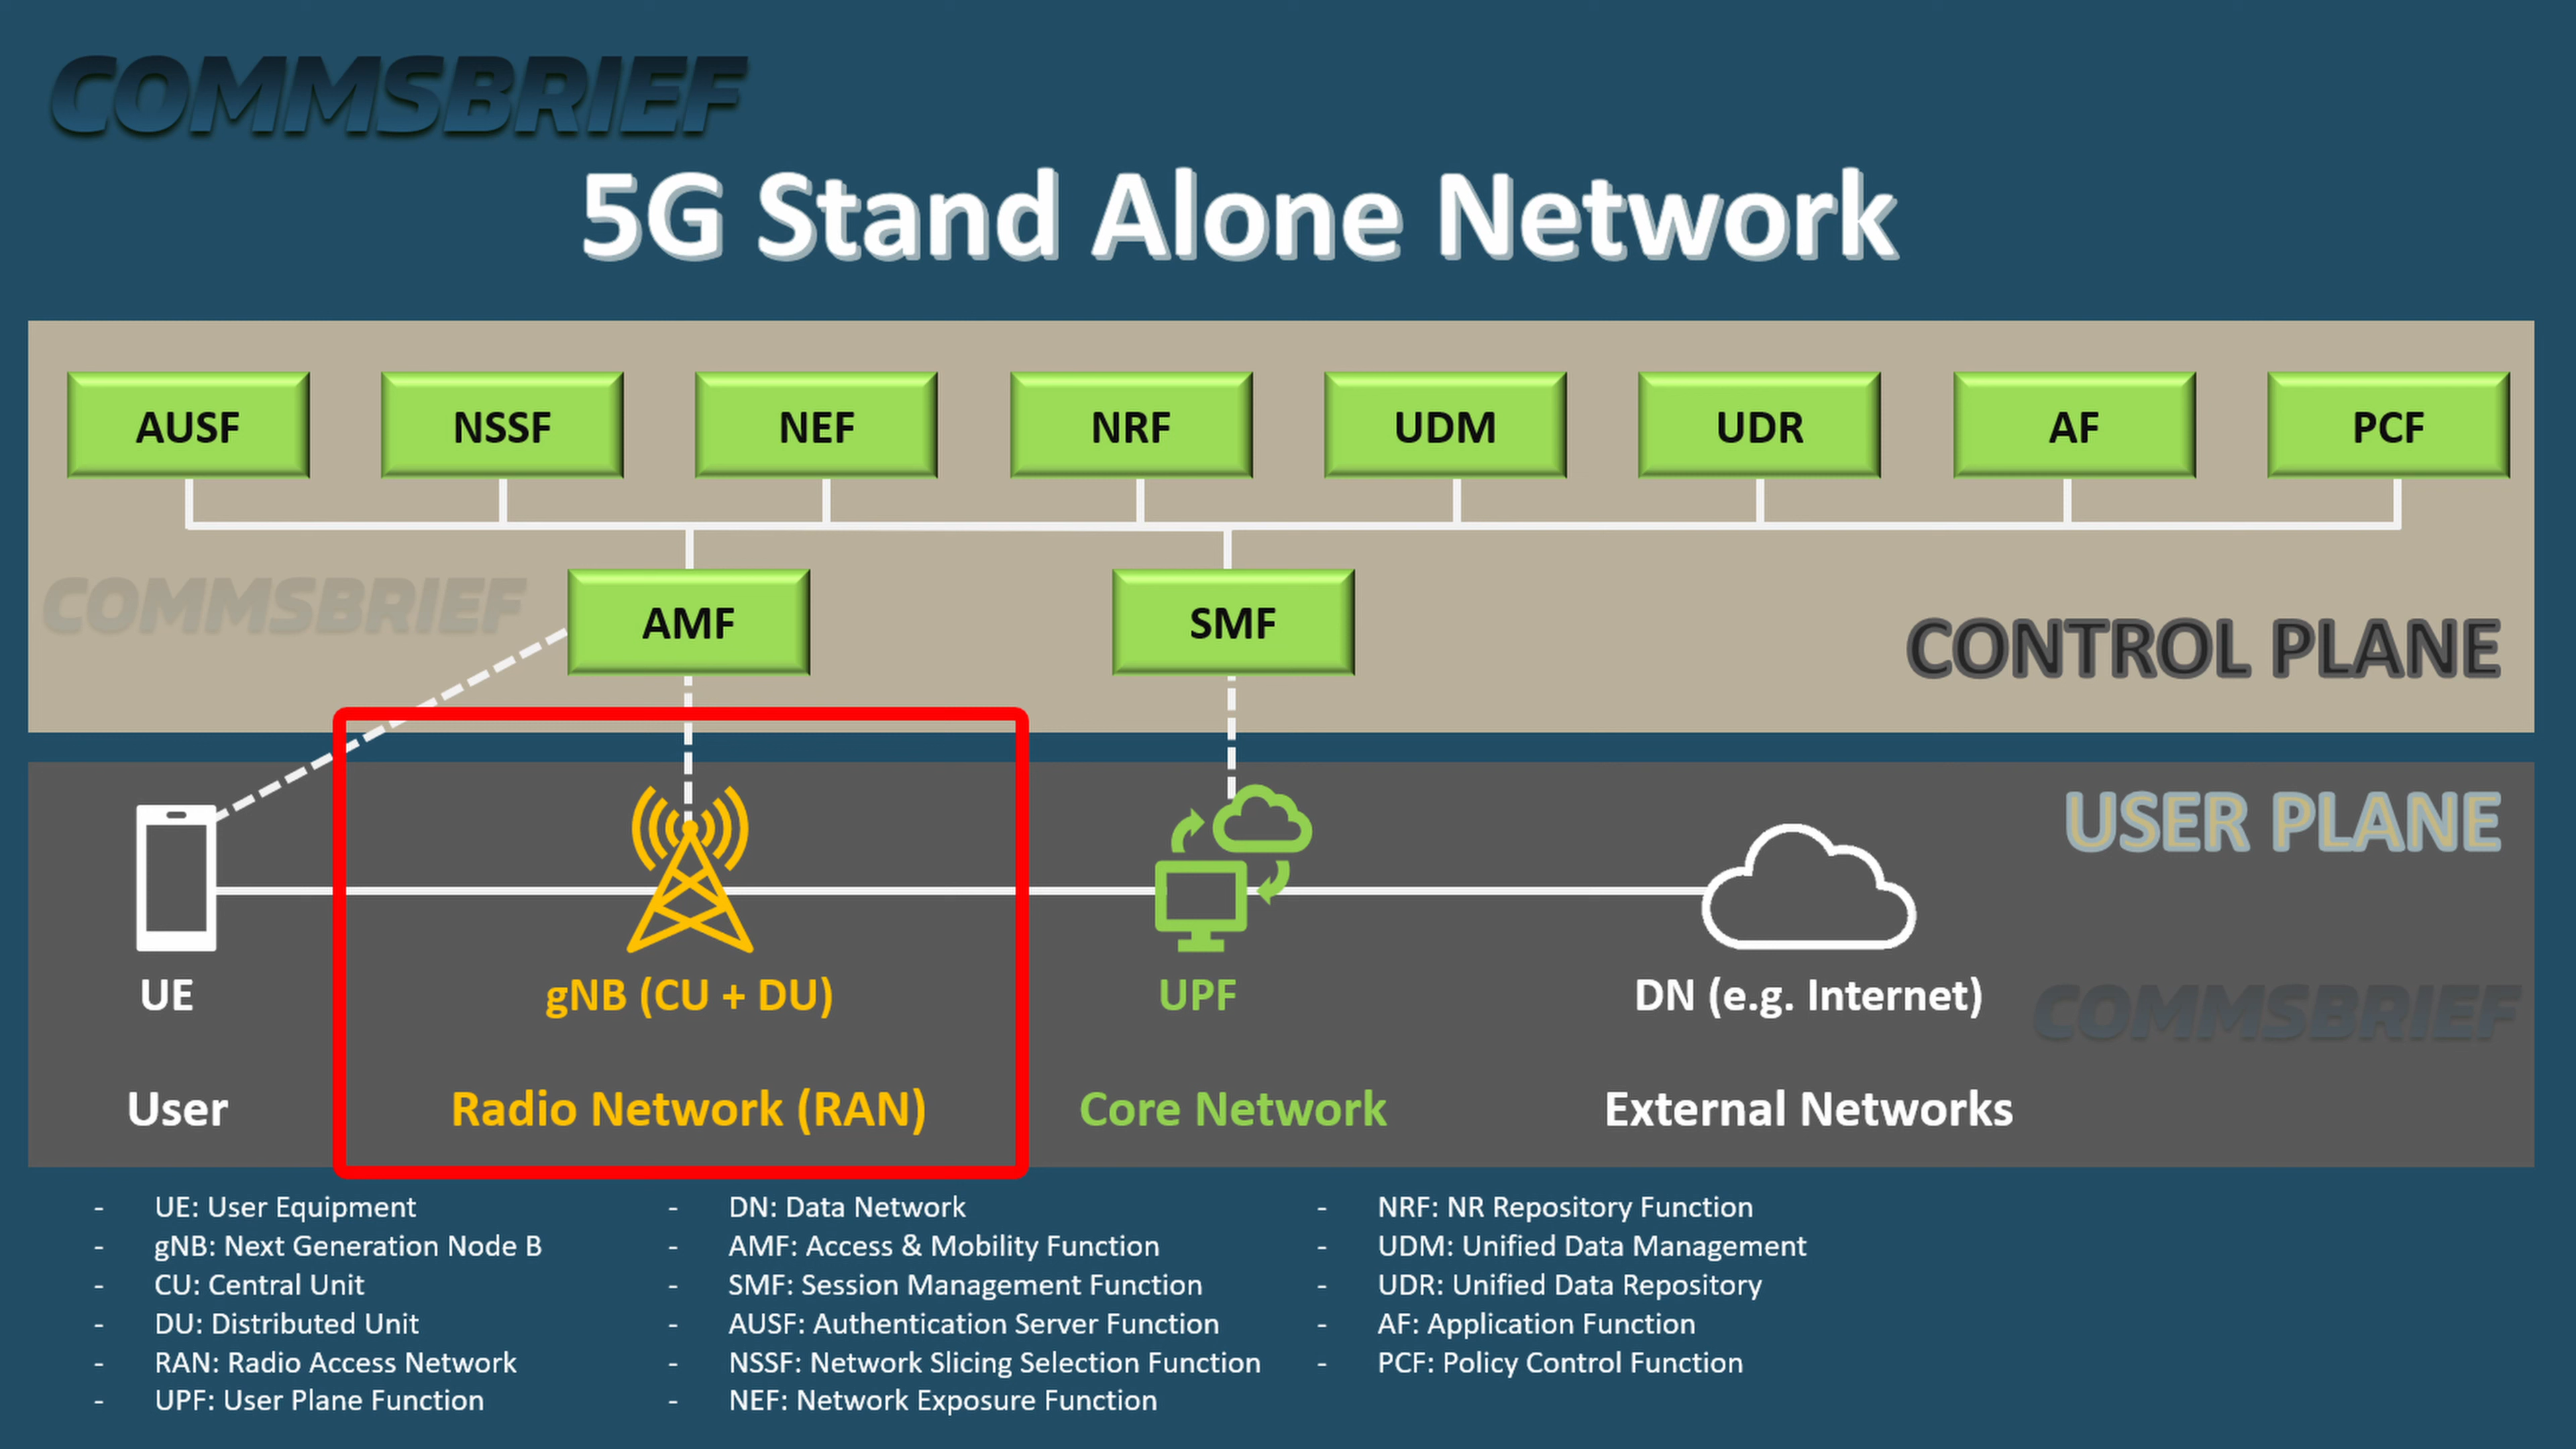 COMMSBRIEF
5G Stand Alone Network
AUSF
NSSF
NEF
NRF
UDM
UDR
AF
PCF
COMMSBRIEF
AMF
SMF
CONTROL PLANE
USER PLANE
UE
gNB (CU + DU)
UPF
DN (e.g. Internet)
COMMSBRIEF
User
Radio Network (RAN)
Core Network
External Networks
- UE: User Equipment
- gNB: Next Generation Node B
- CU: Central Unit
- DU: Distributed Unit
- RAN: Radio Access Network
- UPF: User Plane Function
- DN: Data Network
- AMF: Access & Mobility Function
- SMF: Session Management Function
- AUSF: Authentication Server Function
- NSSF: Network Slicing Selection Function
- NEF: Network Exposure Function
- NRF: NR Repository Function
- UDM: Unified Data Management
- UDR: Unified Data Repository
- AF: Application Function
- PCF: Policy Control Function